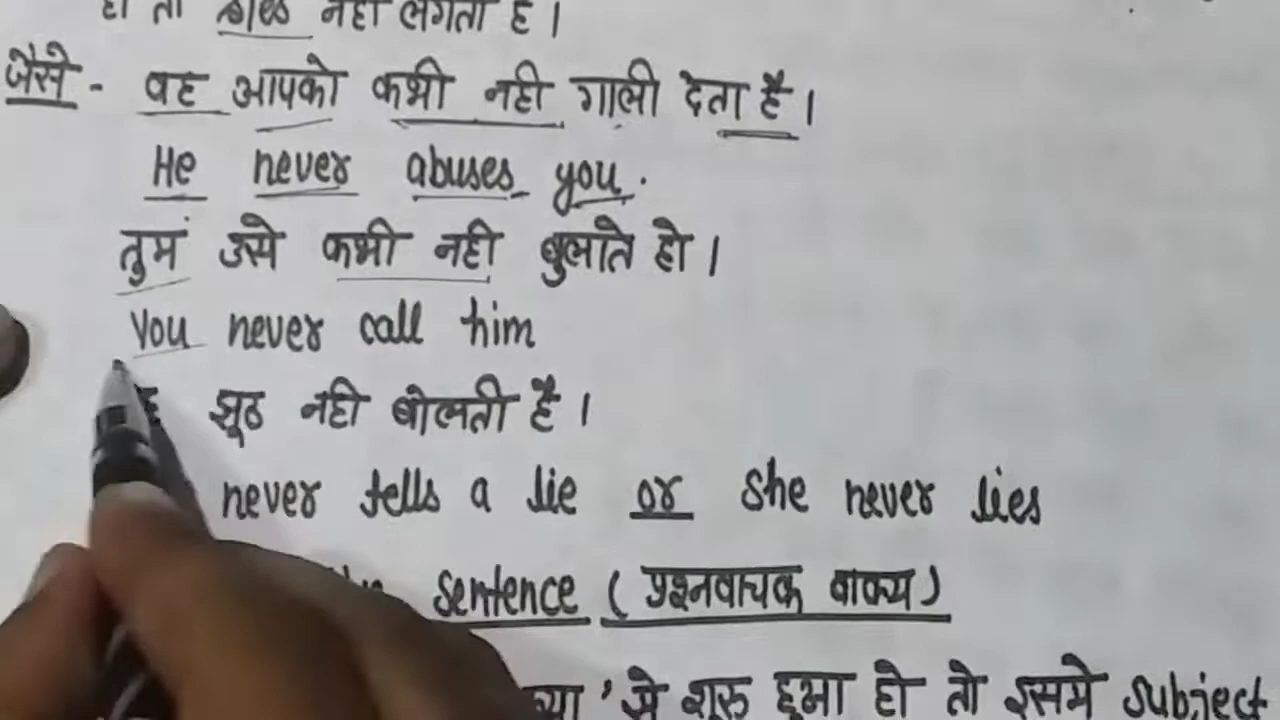 हो तो s/es नही लगता है।
जैसे - वह आपको कभी नही गाली देता है।
He never abuses you.
तुम उसे कभी नही बुलाते हो।
You never call him
झूठ नही बोलती है।
never tells a lie or she never lies
sentence (प्रश्नवाचक वाक्य)
' से शुरू हुआ हो तो इसमे subject